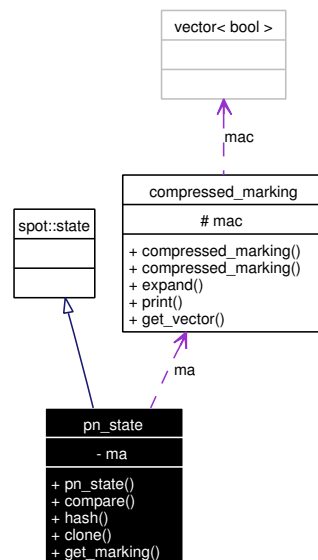 vector< bool >
mac
compressed_marking
# mac
+ compressed_marking()
+ compressed_marking()
+ expand()
+ print()
+ get_vector()
spot::state
ma
pn_state
- ma
+ pn_state()
+ compare()
+ hash()
+ clone()
+ get_marking()